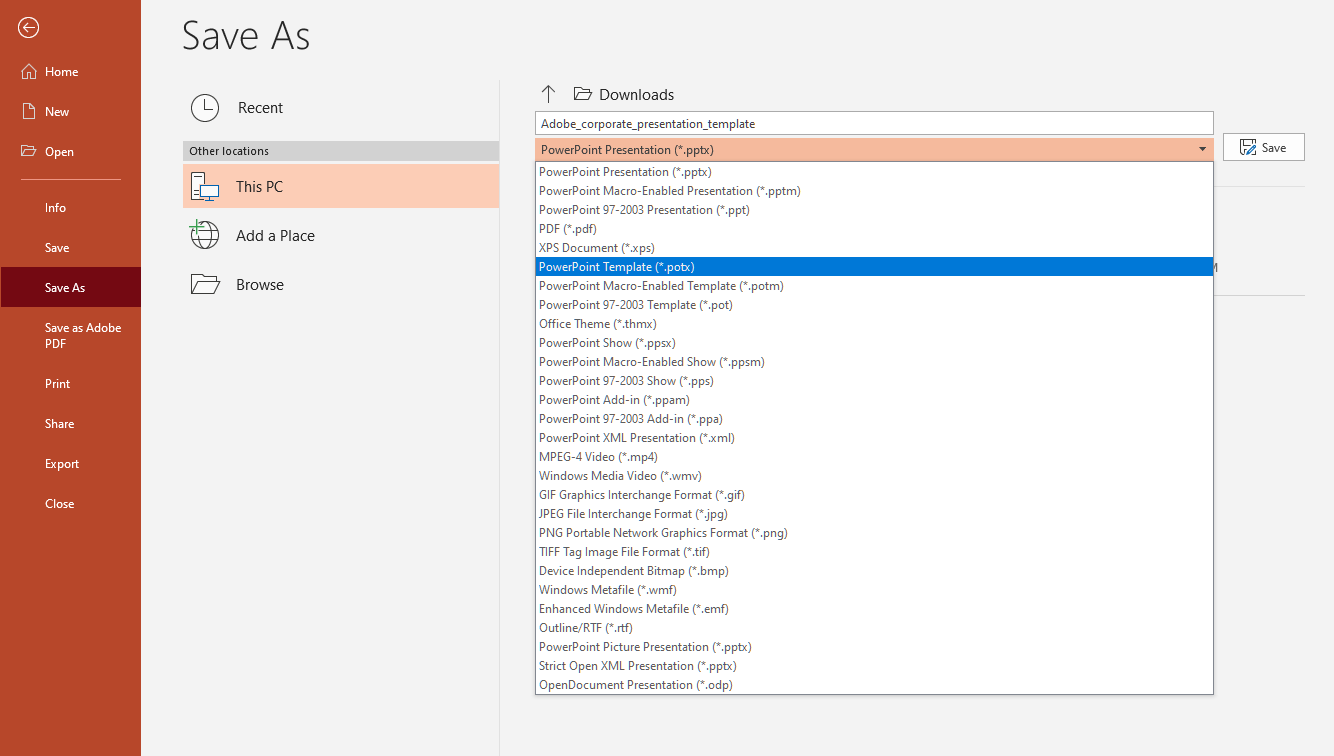 Save As
Home
New
Open
Info
Save
Save As
Save as Adobe
PDF
Print
Share
Export
Close
Recent
Other locations
This PC
Add a Place
Browse
Downloads
Adobe_corporate_presentation_template
PowerPoint Presentation (*.pptx)
Save
PowerPoint Presentation (*.pptx)
PowerPoint Macro-Enabled Presentation (*.pptm)
PowerPoint 97-2003 Presentation (*.ppt)
PDF (*.pdf)
XPS Document (*.xps)
PowerPoint Template (*.potx)
PowerPoint Macro-Enabled Template (*.potm)
PowerPoint 97-2003 Template (*.pot)
Office Theme (*.thmx)
PowerPoint Show (*.ppsx)
PowerPoint Macro-Enabled Show (*.ppsm)
PowerPoint 97-2003 Show (*.pps)
PowerPoint Add-in (*.ppam)
PowerPoint 97-2003 Add-in (*.ppa)
PowerPoint XML Presentation (*.xml)
MPEG-4 Video (*.mp4)
Windows Media Video (*.wmv)
GIF Graphics Interchange Format (*.gif)
JPEG File Interchange Format (*.jpg)
PNG Portable Network Graphics Format (*.png)
TIFF Tag Image File Format (*.tif)
Device Independent Bitmap (*.bmp)
Windows Metafile (*.wmf)
Enhanced Windows Metafile (*.emf)
Outline/RTF (*.rtf)
PowerPoint Picture Presentation (*.pptx)
Strict Open XML Presentation (*.pptx)
OpenDocument Presentation (*.odp)